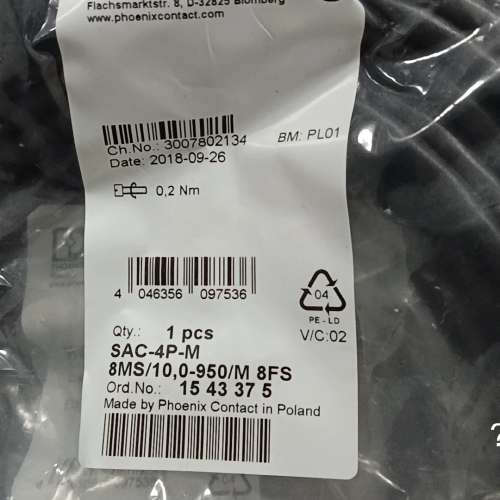 Flachsmarktstr. 8, D-32825 Blomberg
www.phoenixcontact.com
Ch.No.: 3007802134
BM: PL01
Date: 2018-09-26
0,2 Nm
4 046356 097536
04
PE-LD
Qty.: 1 pcs
V/C:02
SAC-4P-M
8MS/10,0-950/M 8FS
Ord.No.: 15 43 37 5
Made by Phoenix Contact in Poland
?